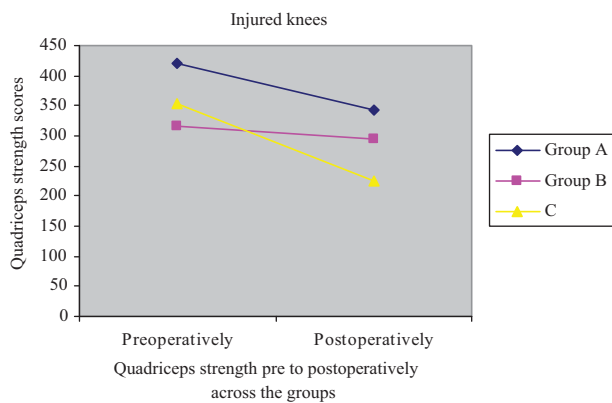 Injured knees
Quadriceps strength scores
450
400
350
300
250
200
150
100
50
0
Preoperatively Postoperatively
Quadriceps strength pre to postoperatively
across the groups
Group A
Group B
C